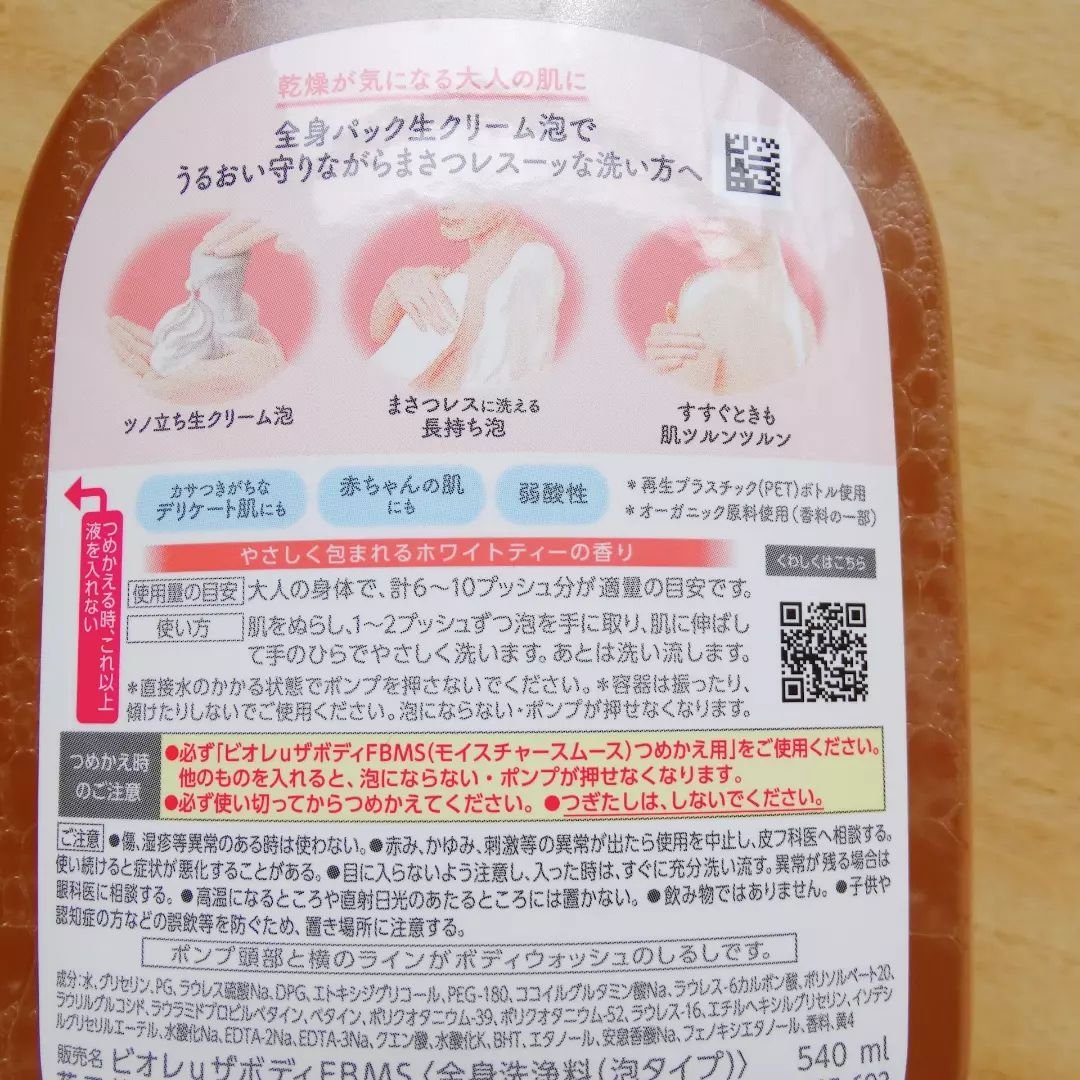 乾燥が気になる大人の肌に
全身パック生クリーム泡で
うるおい守りながらまさつレスーッな洗い方へ
ツノ立ち生クリーム泡
まさつレスに洗える
長持ち泡
すすぐときも
肌ツルンツルン
つめかえる時、これ以上
液を入れない
カサつきがちな
デリケート肌にも
赤ちゃんの肌
にも
弱酸性
*再生プラスチック(PET)ボトル使用
*オーガニック原料使用(香料の一部)
やさしく包まれるホワイトティーの香り
くわしくはこちら
使用量の目安 大人の身体で、計6〜10プッシュ分が適量の目安です。
使い方 肌をぬらし、1〜2プッシュずつ泡を手に取り、肌に伸ばし
て手のひらでやさしく洗います。あとは洗い流します。
*直接水のかかる状態でポンプを押さないでください。*容器は振ったり、
傾けたりしないでご使用ください。泡にならない・ポンプが押せなくなります。
つめかえ時
のご注意
●必ず「ビオレuザボディFBMS(モイスチャースムース)つめかえ用」をご使用ください。
他のものを入れると、泡にならない・ポンプが押せなくなります。
●必ず使い切ってからつめかえてください。●つぎたしは、しないでください。
ご注意 ●傷、湿疹等異常のある時は使わない。●赤み、かゆみ、刺激等の異常が出たら使用を中止し、皮フ科医へ相談する。
使い続けると症状が悪化することがある。●目に入らないよう注意し、入った時は、すぐに充分洗い流す。異常が残る場合は
眼科医に相談する。●高温になるところや直射日光のあたるところには置かない。●飲み物ではありません。●子供や
認知症の方などの誤飲等を防ぐため、置き場所に注意する。
ポンプ頭部と横のラインがボディウォッシュのしるしです。
成分:水、グリセリン、PG、ラウレス硫酸Na、DPG、エトキシジグリコール、PEG-180、ココイルグルタミン酸Na、ラウレス-6カルボン酸、ポリソルベート20、
ラウリルグルコシド、ラウラミドプロピルベタイン、ベタイン、ポリクオタニウム-39、ポリクオタニウム-52、ラウレス-16、エチルヘキシルグリセリン、イソデシ
ルグリセリルエーテル、水酸化Na、EDTA-2Na、EDTA-3Na、クエン酸、水酸化K、BHT、エタノール、安息香酸Na、フェノキシエタノール、香料、黄4
販売名 ビオレuザボディFBMS〈全身洗浄料(泡タイプ)〉 540 ml